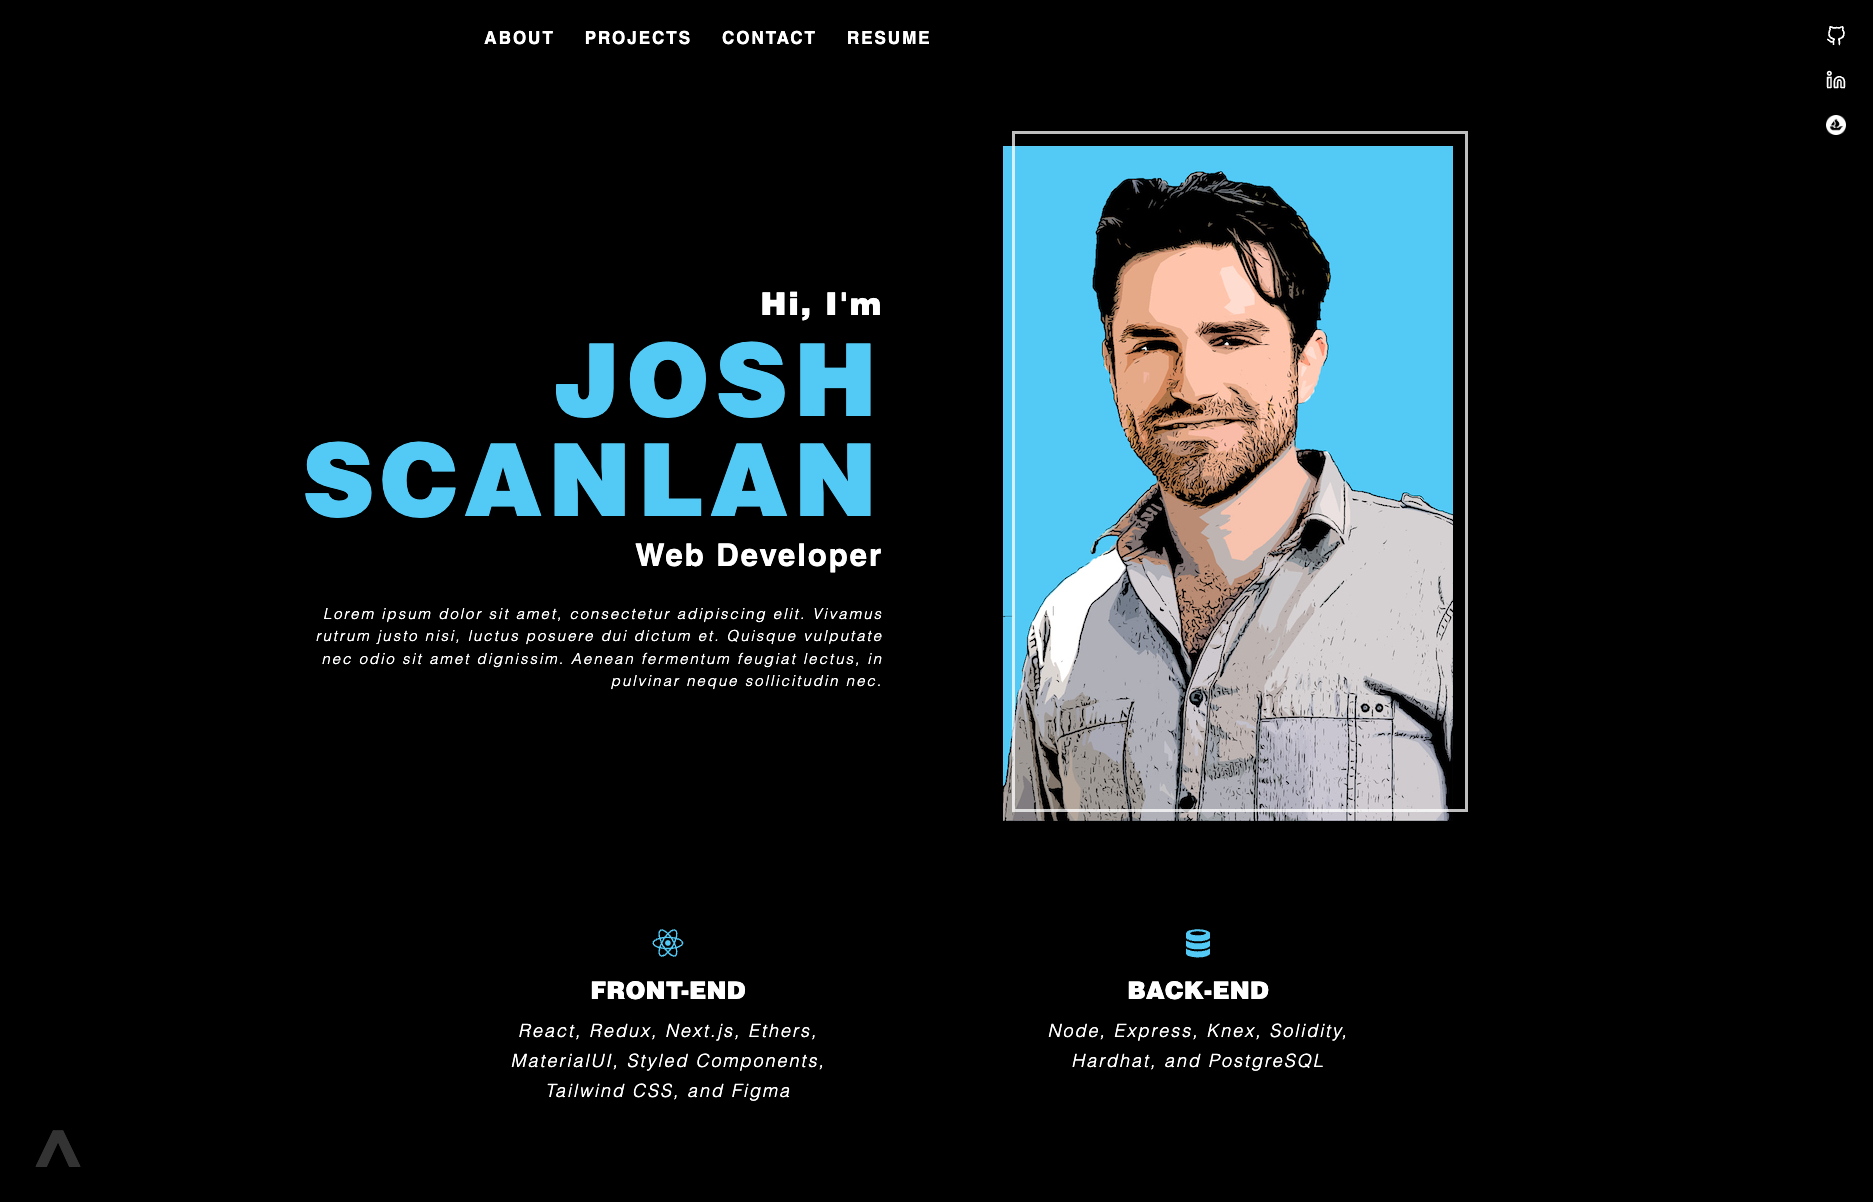 ABOUT PROJECTS CONTACT RESUME
Hi, I'm
JOSH
SCANLAN
Web Developer
Lorem ipsum dolor sit amet, consectetur adipiscing elit. Vivamus
rutrum justo nisi, luctus posuere dui dictum et. Quisque vulputate
nec odio sit amet dignissim. Aenean fermentum feugiat lectus, in
pulvinar neque sollicitudin nec.
FRONT-END
React, Redux, Next.js, Ethers,
MaterialUI, Styled Components,
Tailwind CSS, and Figma
BACK-END
Node, Express, Knex, Solidity,
Hardhat, and PostgreSQL